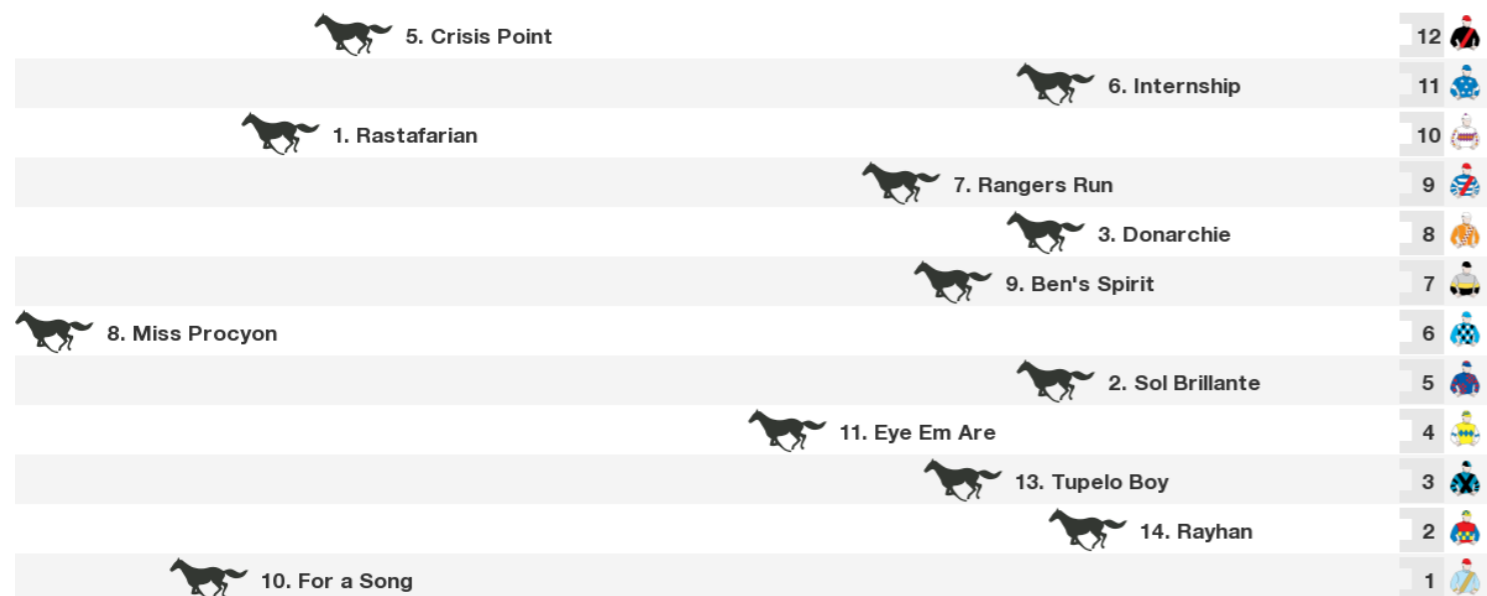 5. Crisis Point 12
6. Internship 11
1. Rastafarian 10
7. Rangers Run 9
3. Donarchie 8
9. Ben's Spirit 7
8. Miss Procyon 6
2. Sol Brillante 5
11. Eye Em Are 4
13. Tupelo Boy 3
14. Rayhan 2
10. For a Song 1